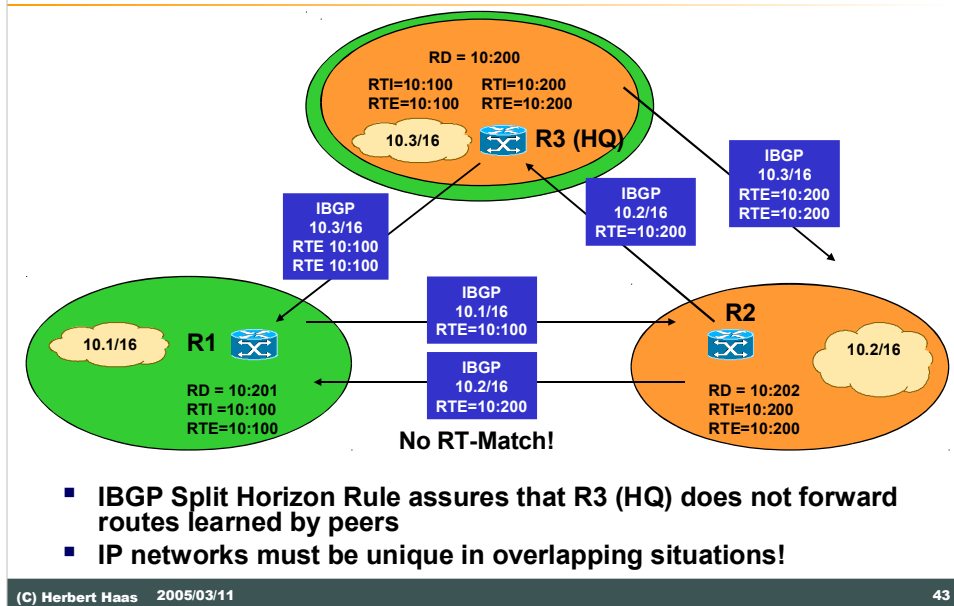 RD = 10:200
RTI=10:100 RTI=10:200
RTE=10:100 RTE=10:200
10.3/16
R3 (HQ)
IBGP
10.3/16
RTE=10:200
RTE=10:200
IBGP
10.2/16
RTE=10:200
IBGP
10.3/16
RTE 10:100
RTE 10:100
IBGP
10.1/16
RTE=10:100
10.1/16
R1
RD = 10:201
RTI =10:100
RTE=10:100
IBGP
10.2/16
RTE=10:200
No RT-Match!
R2
10.2/16
RD = 10:202
RTI=10:200
RTE=10:200
IBGP Split Horizon Rule assures that R3 (HQ) does not forward
routes learned by peers
IP networks must be unique in overlapping situations!
(C) Herbert Haas 2005/03/11
43